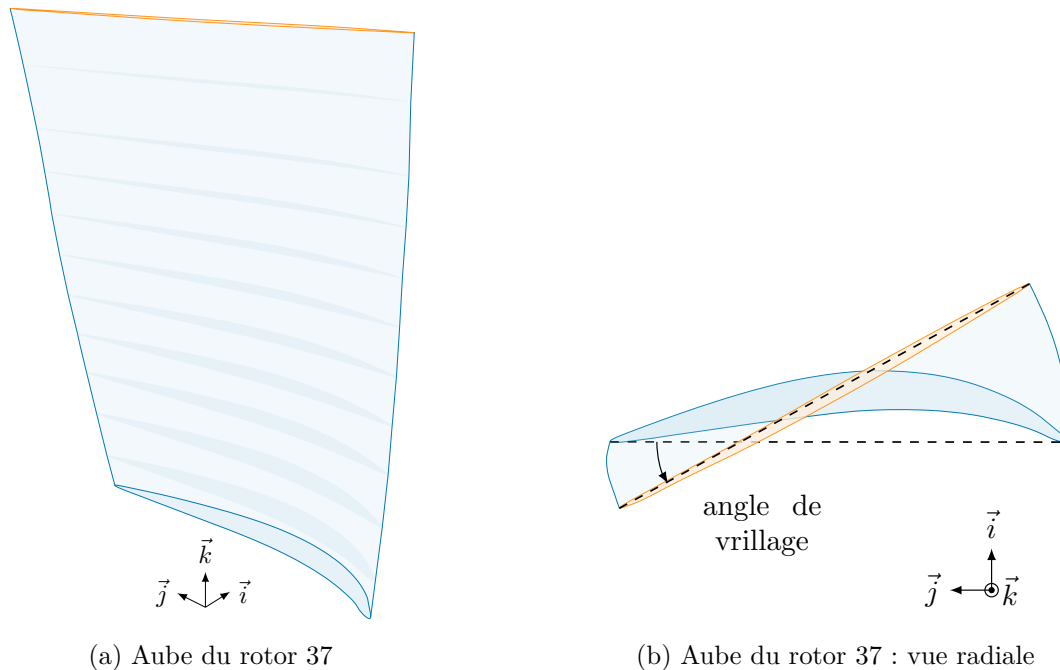 k⃗
j⃗ i⃗
(a) Aube du rotor 37
angle de
vrillage
i⃗
j⃗ k⃗
(b) Aube du rotor 37 : vue radiale